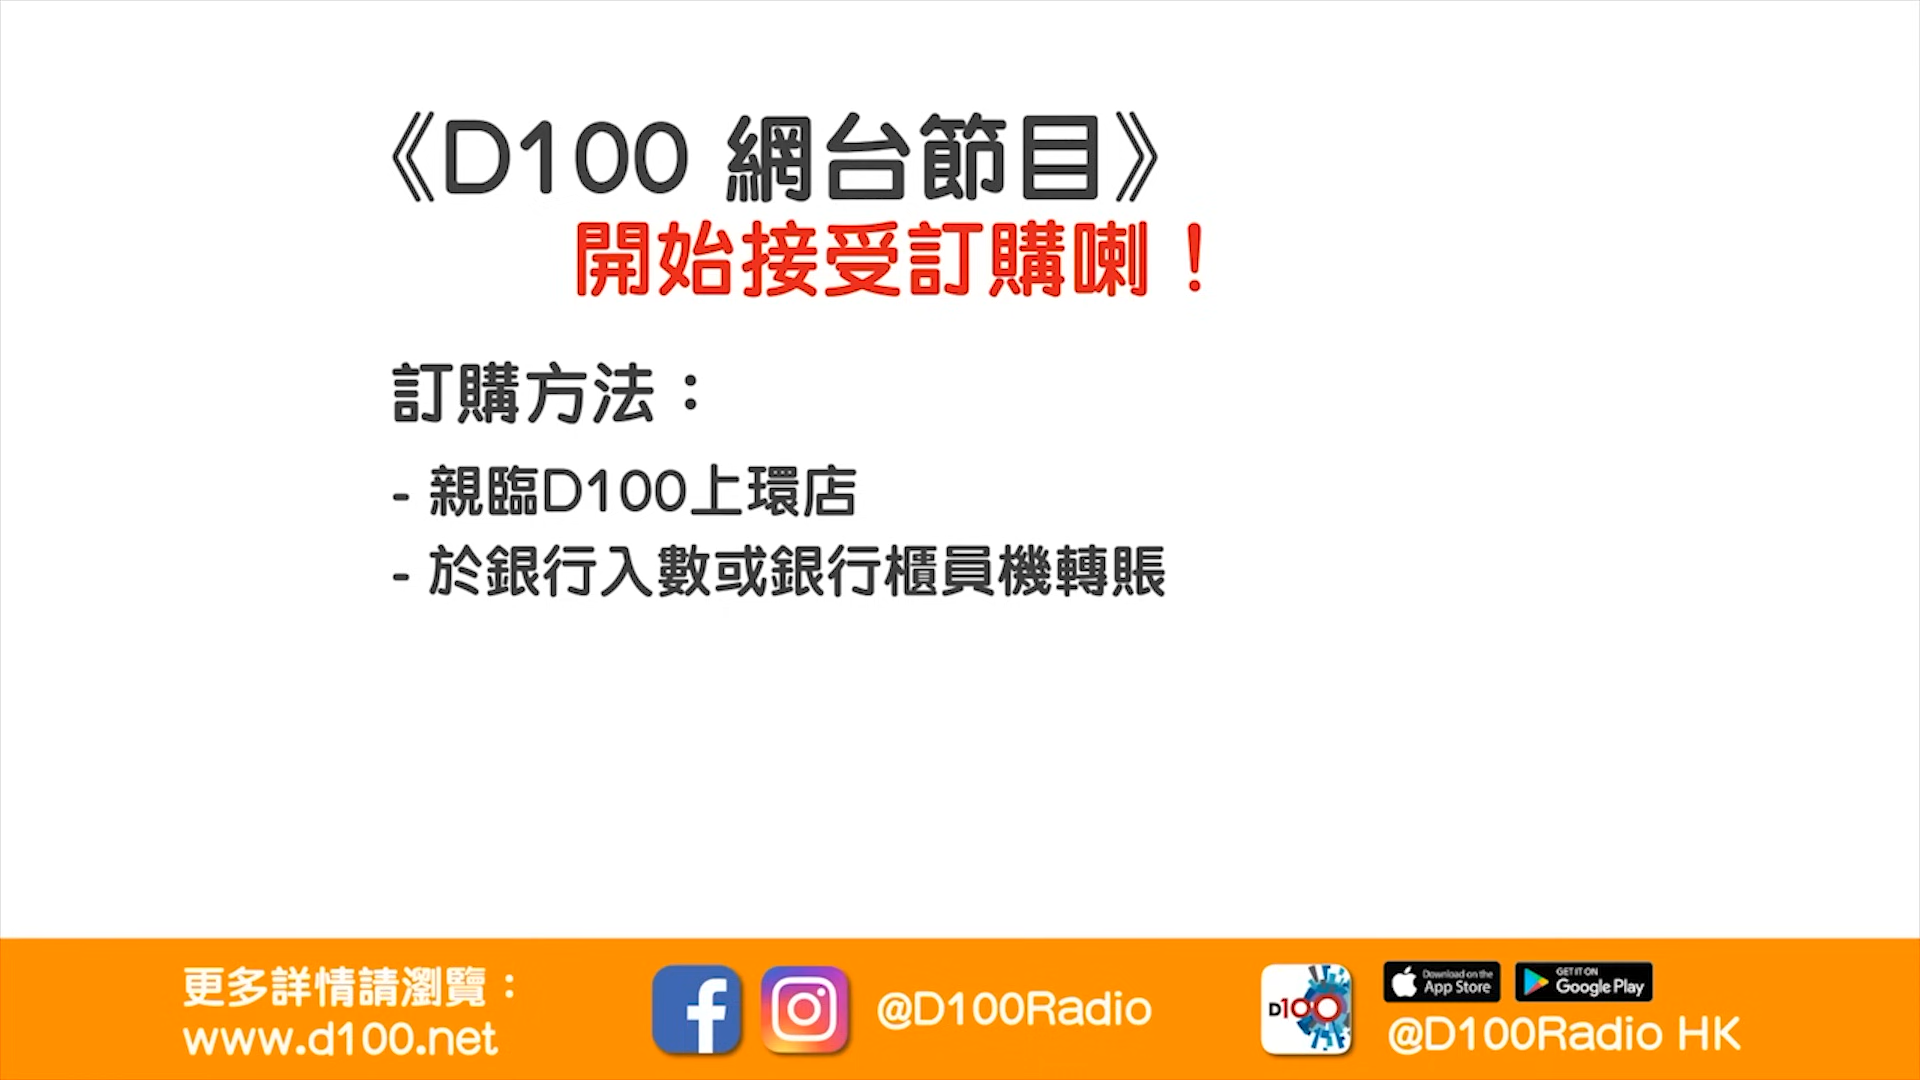 《D100 網台節目》
開始接受訂購喇！
訂購方法：
- 親臨D100上環店
- 於銀行入數或銀行櫃員機轉賬
更多詳情請瀏覽：
www.d100.net
@D100Radio
D100
Download on the
App Store
GET IT ON
Google Play
@D100Radio HK